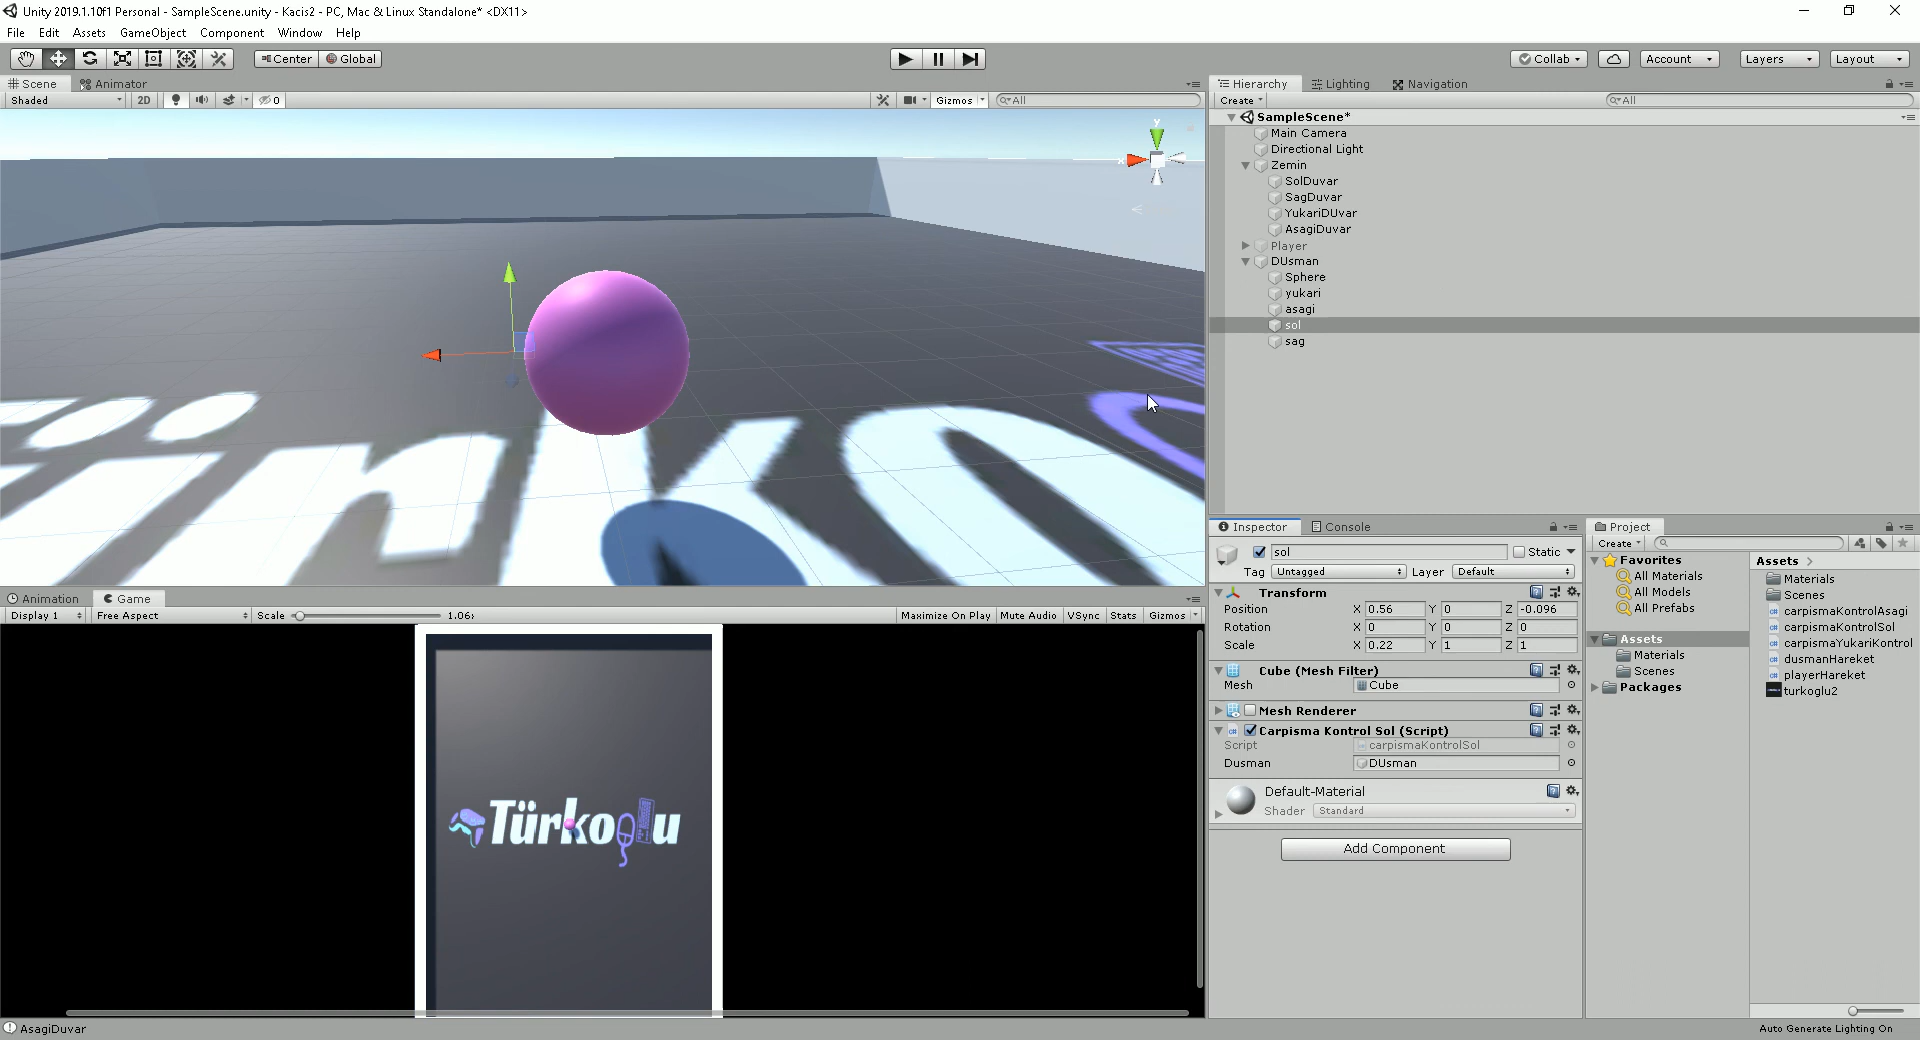 Unity 2019.1.10f1 Personal - SampleScene.unity - Kacis2 - PC, Mac & Linux Standalone* <DX11>
File Edit Assets GameObject Component Window Help
Center Global
Collab Account Layers Layout
Scene Animator
Shaded 2D 0 Gizmos All
y
x
Hierarchy Lighting Navigation
Create All
SampleScene*
Main Camera
Directional Light
Zemin
SolDuvar
SagDuvar
YukariDUvar
AsagiDuvar
Player
DUsman
Sphere
yukari
asagi
sol
sag
Animation Game
Display 1 Free Aspect Scale 1.06x Maximize On Play Mute Audio VSync Stats Gizmos
Türkoglu
Inspector Console
sol Static
Tag Untagged Layer Default
Transform
Position X 0.56 Y 0 Z -0.096
Rotation X 0 Y 0 Z 0
Scale X 0.22 Y 1 Z 1
Cube (Mesh Filter)
Mesh Cube
Mesh Renderer
Carpisma Kontrol Sol (Script)
Script carpismaKontrolSol
Dusman DUsman
Default-Material
Shader Standard
Add Component
Project
Create
Favorites
All Materials
All Models
All Prefabs
Assets
Materials
Scenes
Packages
Assets
Materials
Scenes
carpismaKontrolAsagi
carpismaKontrolSol
carpismaYukariKontrol
dusmanHareket
playerHareket
turkoglu2
AsagiDuvar
Auto Generate Lighting On